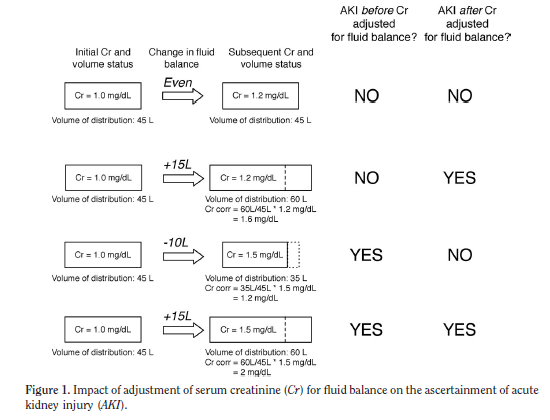 AKI before Cr
adjusted
for fluid balance?
AKI after Cr
adjusted
for fluid balance?
Initial Cr and
volume status
Change in fluid
balance
Subsequent Cr and
volume status
Cr = 1.0 mg/dL
Even
Cr = 1.2 mg/dL
NO
NO
Volume of distribution: 45 L
Volume of distribution: 45 L
Cr = 1.0 mg/dL
+15L
Cr = 1.2 mg/dL
NO
YES
Volume of distribution: 45 L
Volume of distribution: 60 L
Cr corr = 60L/45L * 1.2 mg/dL
= 1.6 mg/dL
Cr = 1.0 mg/dL
-10L
Cr = 1.5 mg/dL
YES
NO
Volume of distribution: 45 L
Volume of distribution: 35 L
Cr corr = 35L/45L * 1.5 mg/dL
= 1.2 mg/dL
Cr = 1.0 mg/dL
+15L
Cr = 1.5 mg/dL
YES
YES
Volume of distribution: 45 L
Volume of distribution: 60 L
Cr corr = 60L/45L * 1.5 mg/dL
= 2 mg/dL
Figure 1. Impact of adjustment of serum creatinine (Cr) for fluid balance on the ascertainment of acute
kidney injury (AKI).